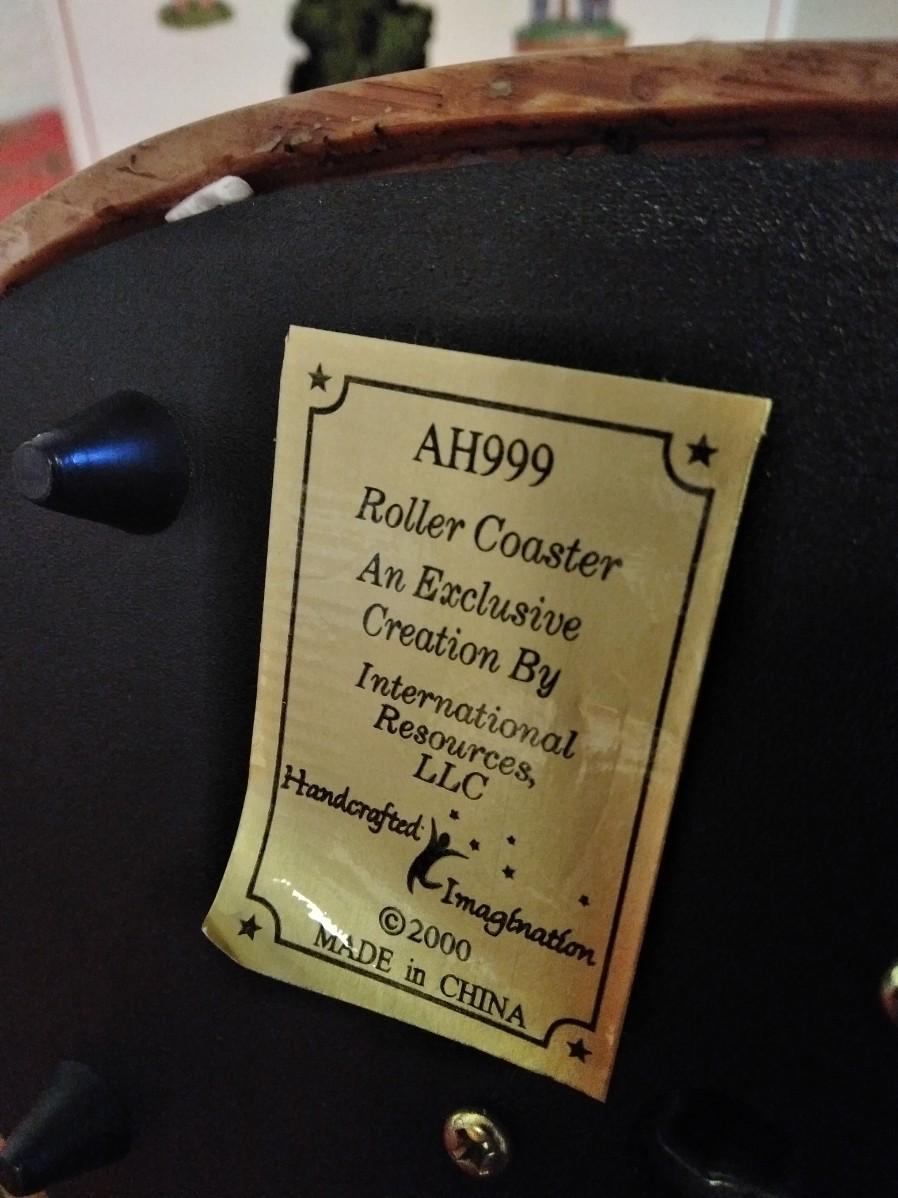 AH999
Roller Coaster
An Exclusive
Creation By
International
Resources,
LLC
Handcrafted
Imagination
©2000
MADE in CHINA